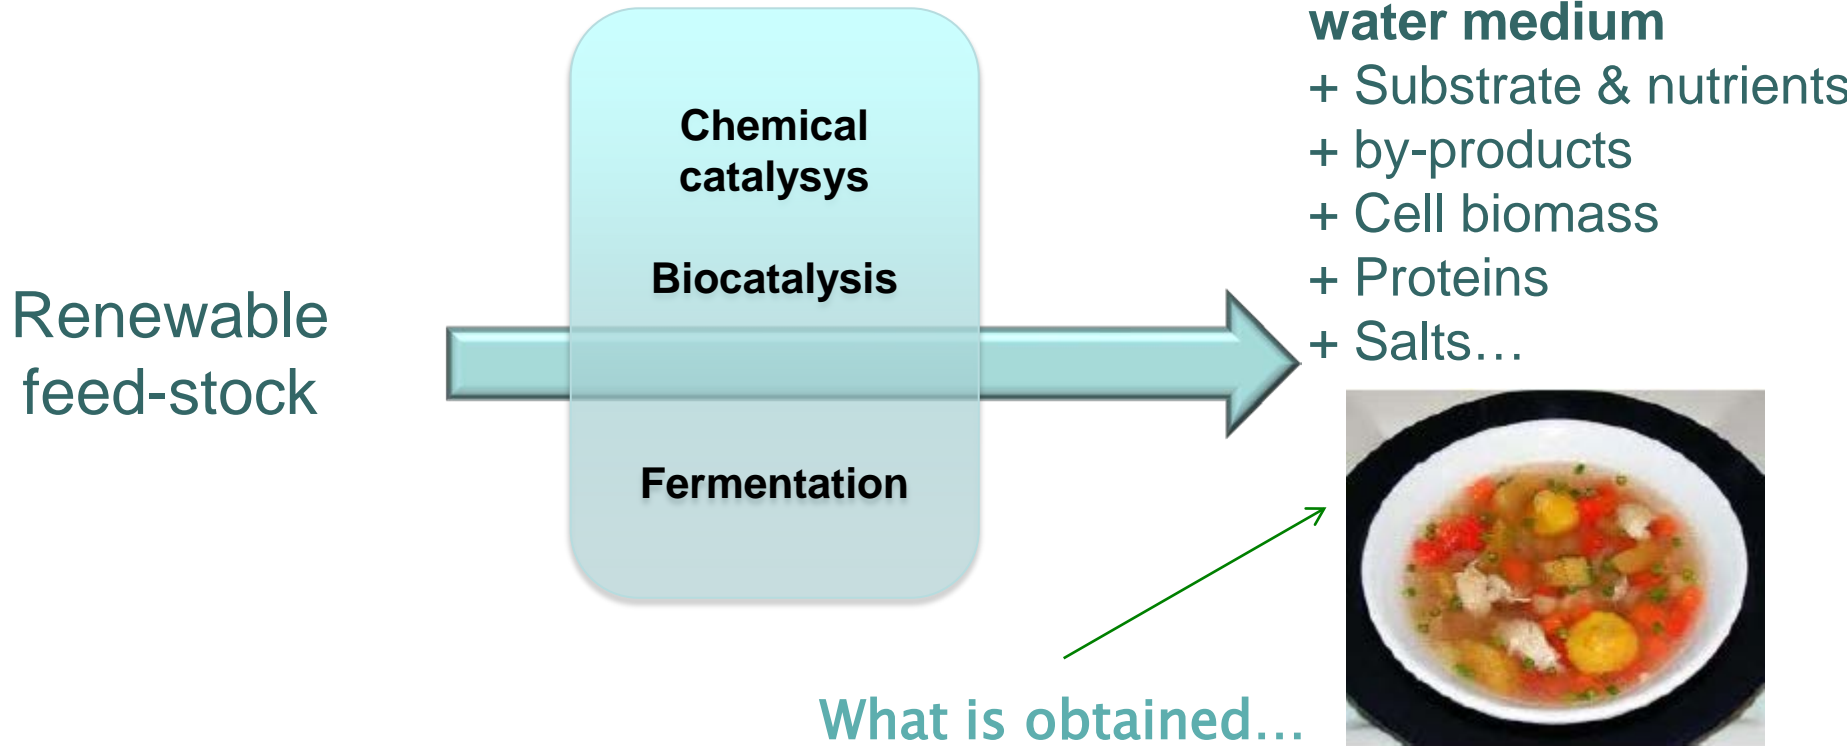 Renewable
feed-stock
Chemical
catalysys
Biocatalysis
Fermentation
water medium
+ Substrate & nutrients
+ by-products
+ Cell biomass
+ Proteins
+ Salts…
What is obtained…